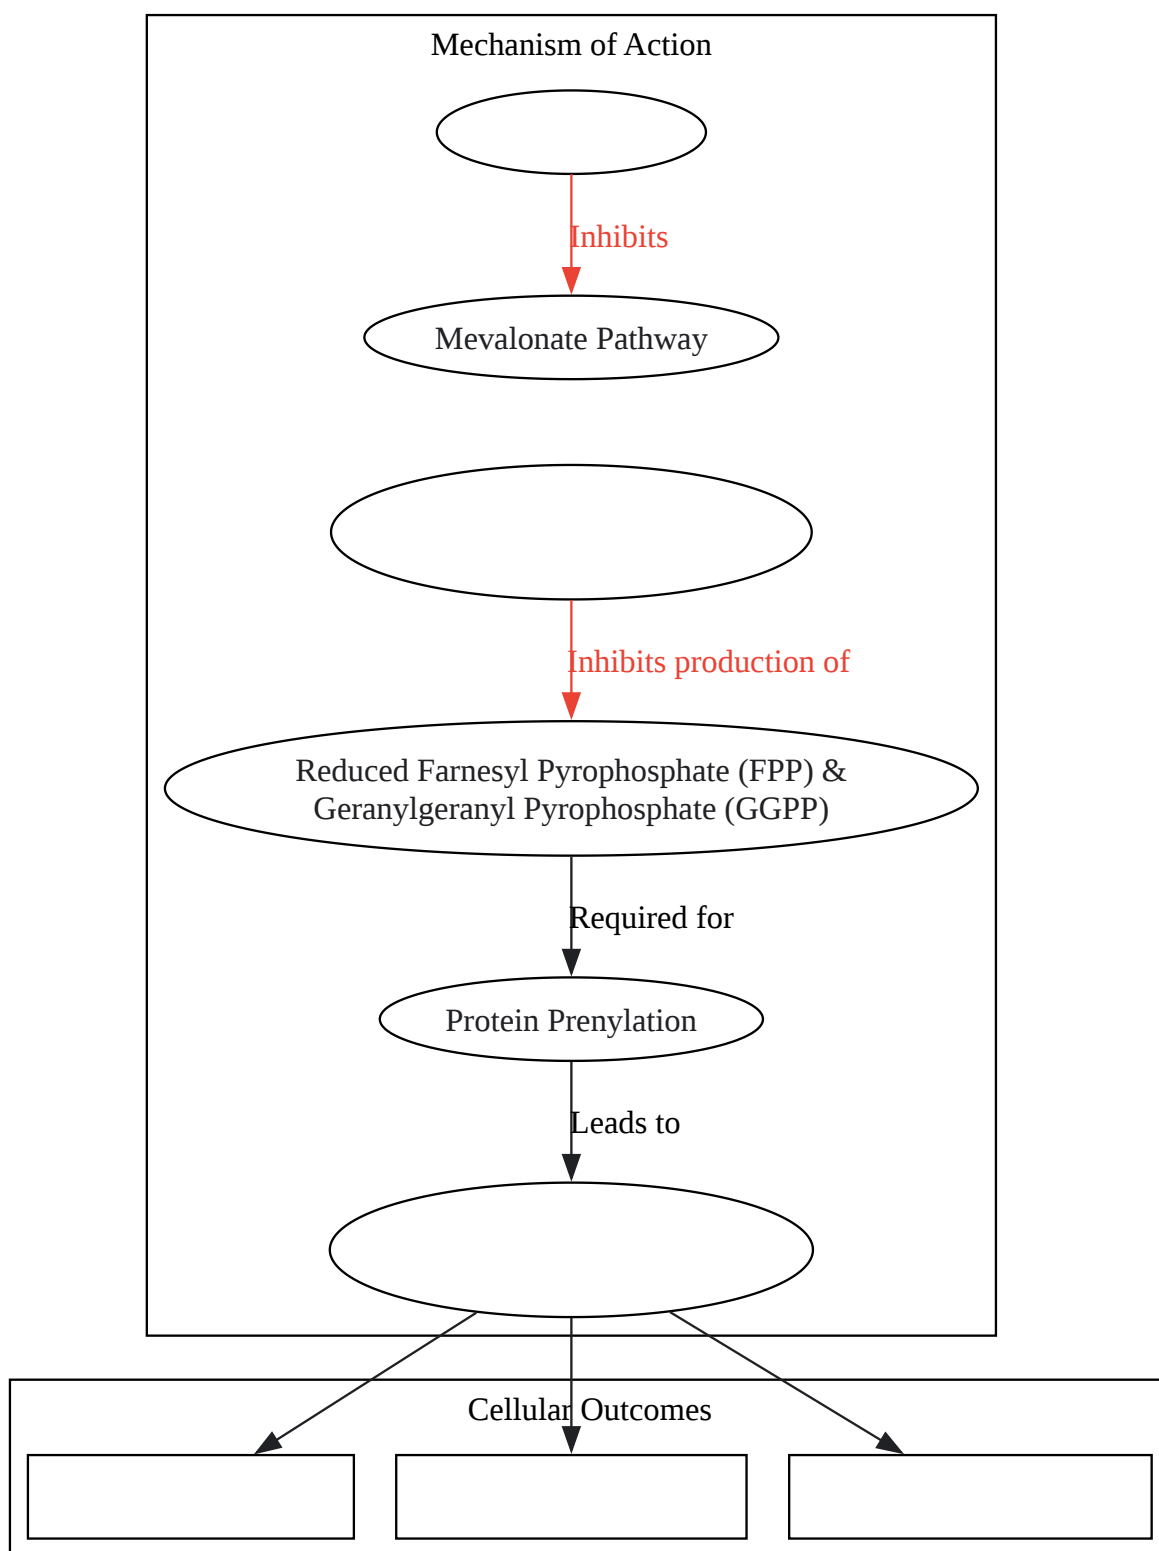 Mechanism of Action
Inhibits
Mevalonate Pathway
Inhibits production of
Reduced Farnesyl Pyrophosphate (FPP) &
Geranylgeranyl Pyrophosphate (GGPP)
Required for
Protein Prenylation
Leads to
Cellular Outcomes